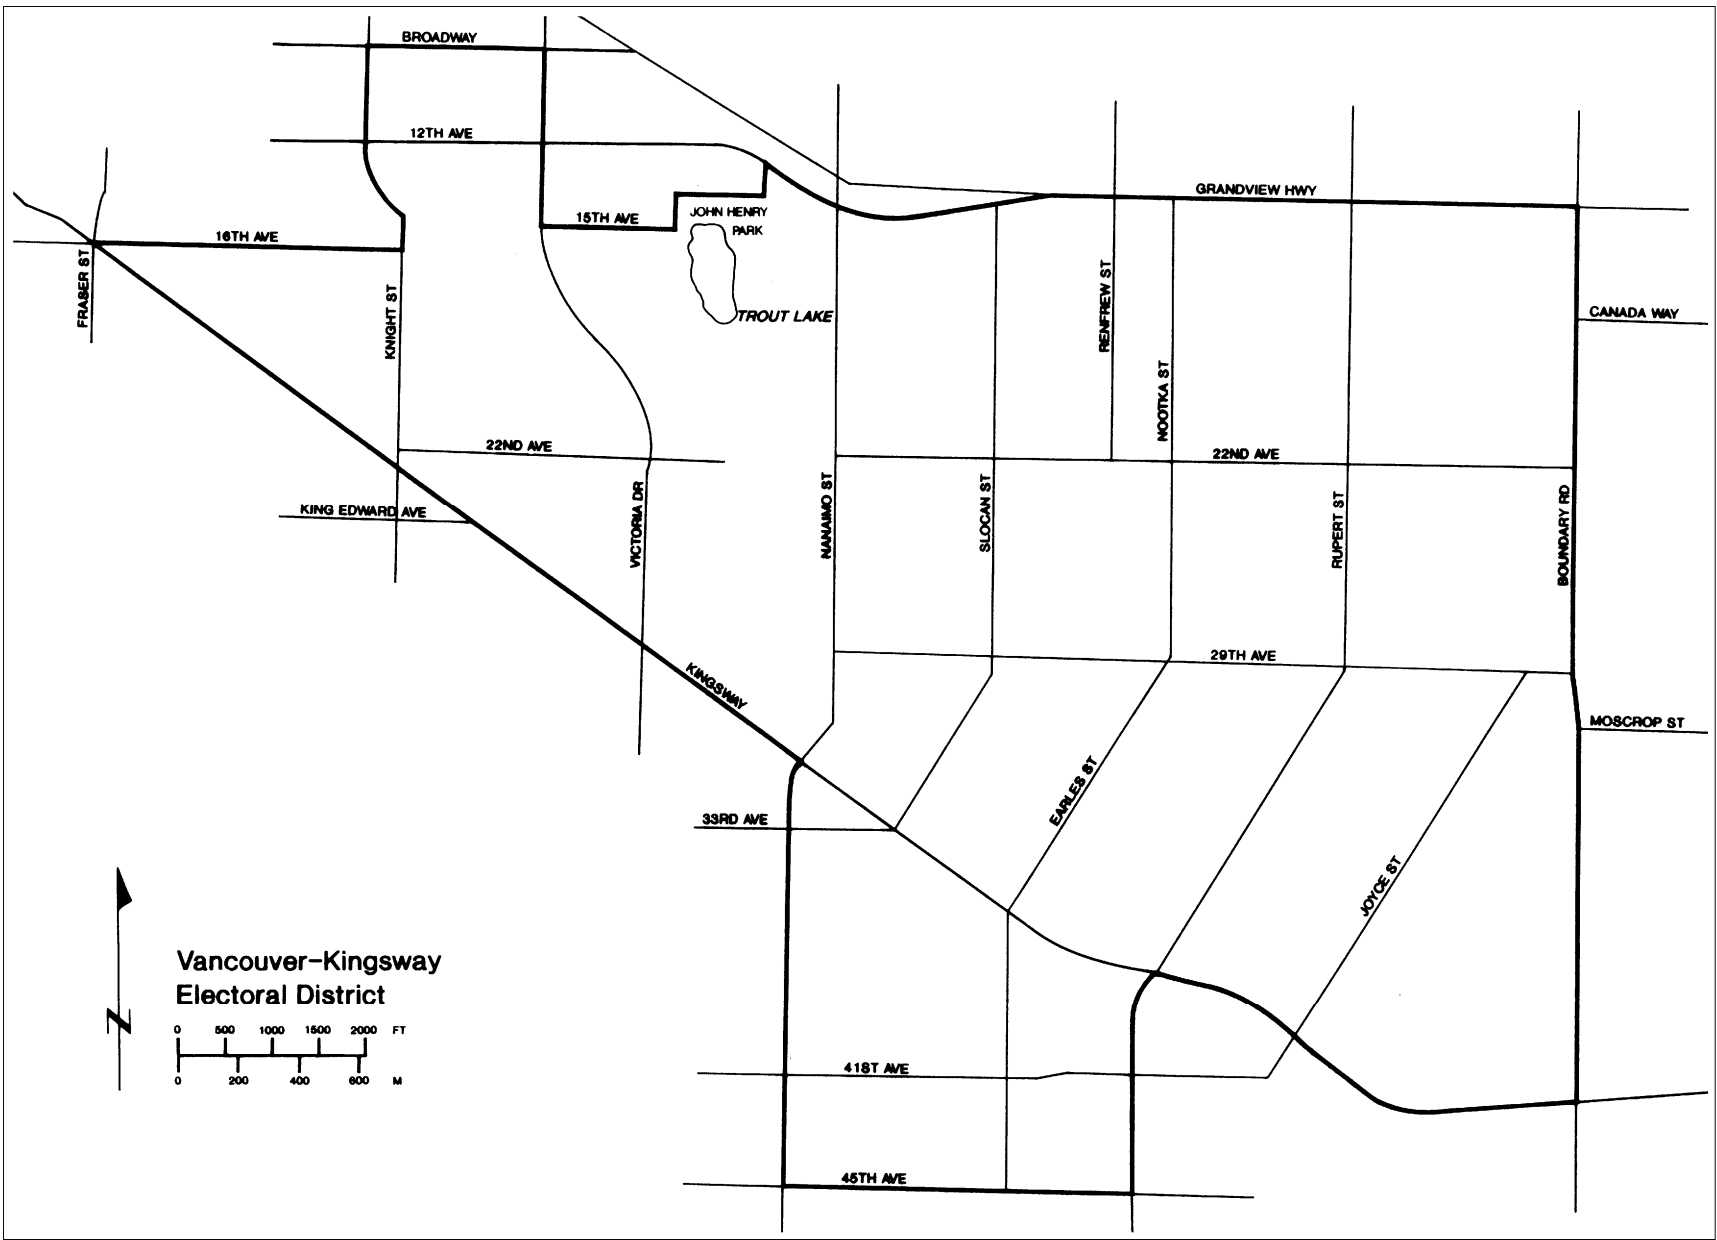 BROADWAY
12TH AVE
GRANDVIEW HWY
15TH AVE
JOHN HENRY
PARK
16TH AVE
FRASER ST
KNIGHT ST
TROUT LAKE
RENFREW ST
CANADA WAY
NOOTKA ST
22ND AVE
22ND AVE
KING EDWARD AVE
VICTORIA DR
NANAIMO ST
SLOCAN ST
RUPERT ST
BOUNDARY RD
29TH AVE
KINGSWAY
MOSCROP ST
EARLES ST
33RD AVE
JOYCE ST
N
Vancouver-Kingsway
Electoral District
0 500 1000 1500 2000 FT
0 200 400 600 M
41ST AVE
45TH AVE